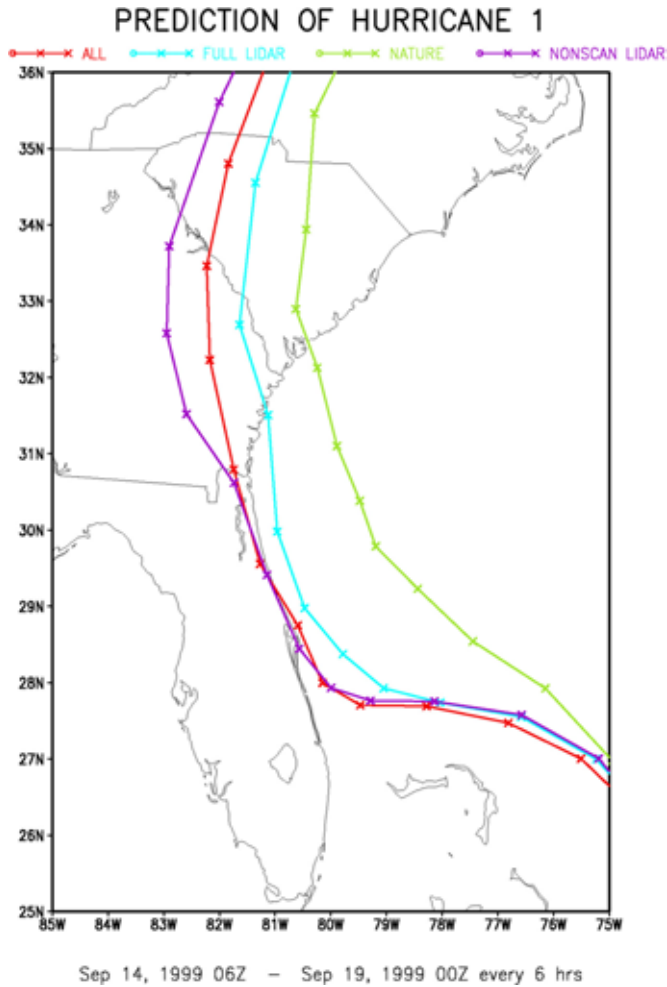 PREDICTION OF HURRICANE 1
ALL FULL LIDAR NATURE NONSCAN LIDAR
36N
35N
34N
33N
32N
31N
30N
29N
28N
27N
26N
25N
85W 84W 83W 82W 81W 80W 79W 78W 77W 76W 75W
Sep 14, 1999 06Z – Sep 19, 1999 00Z every 6 hrs